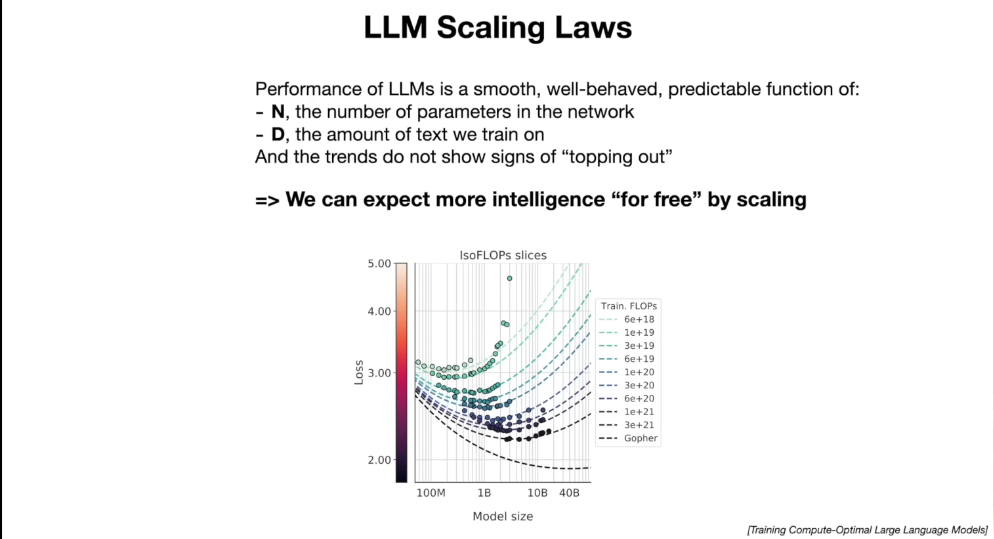 LLM Scaling Laws
Performance of LLMs is a smooth, well-behaved, predictable function of:
- N, the number of parameters in the network
- D, the amount of text we train on
And the trends do not show signs of “topping out”
=> We can expect more intelligence “for free” by scaling
IsoFLOPs slices
5.00
4.00
3.00
2.00
Loss
100M 1B 10B 40B
Model size
Train. FLOPs
6e+18
1e+19
3e+19
6e+19
1e+20
3e+20
6e+20
1e+21
3e+21
Gopher
[Training Compute-Optimal Large Language Models]